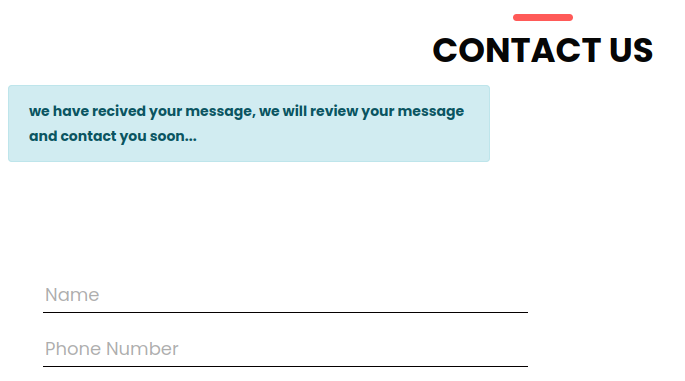 CONTACT US
we have recived your message, we will review your message
and contact you soon...
Name
Phone Number